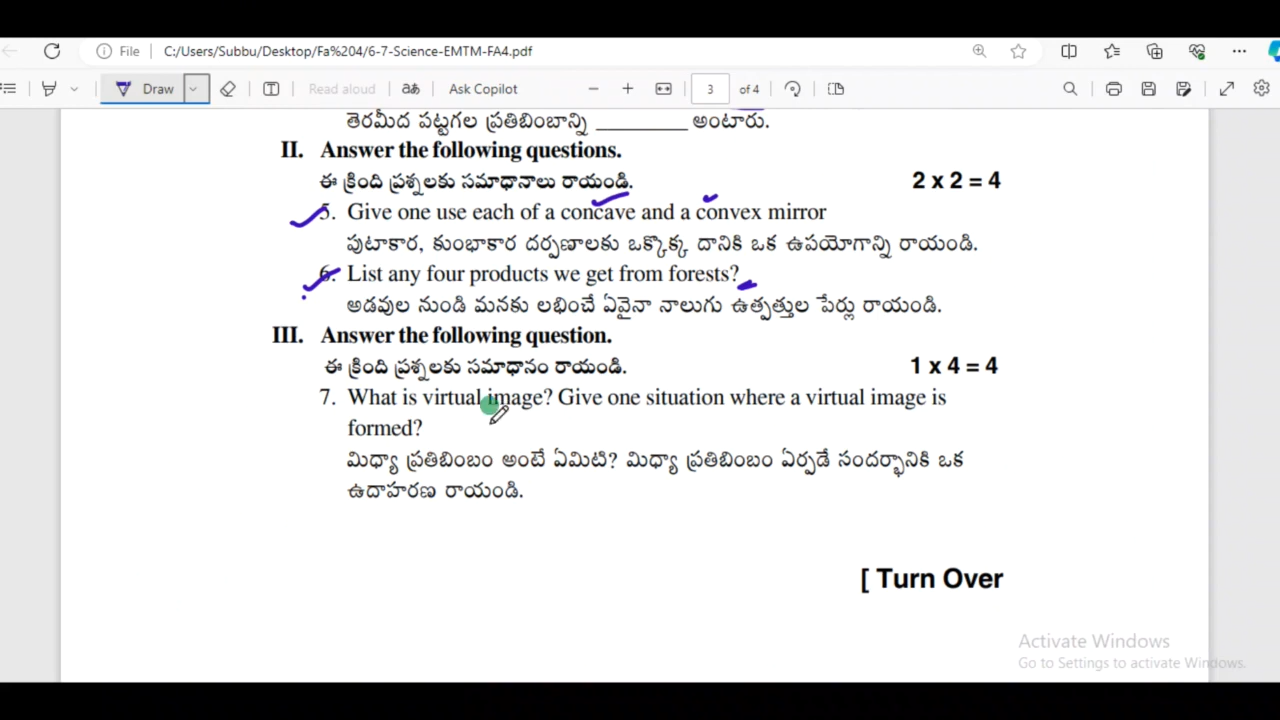 File C:/Users/Subbu/Desktop/Fa%204/6-7-Science-EMTM-FA4.pdf
Draw Read aloud Ask Copilot 3 of 4
తెరమీద పట్టగల ప్రతిబింబాన్ని ________ అంటారు.
II. Answer the following questions.
ఈ క్రింది ప్రశ్నలకు సమాధానాలు రాయండి. 2 x 2 = 4
5. Give one use each of a concave and a convex mirror
పుటాకార, కుంభాకార దర్పణాలకు ఒక్కొక్క దానికి ఒక ఉపయోగాన్ని రాయండి.
6. List any four products we get from forests?
అడవుల నుండి మనకు లభించే ఏవైనా నాలుగు ఉత్పత్తుల పేర్లు రాయండి.
III. Answer the following question.
ఈ క్రింది ప్రశ్నలకు సమాధానం రాయండి. 1 x 4 = 4
7. What is virtual image? Give one situation where a virtual image is
formed?
మిధ్యా ప్రతిబింబం అంటే ఏమిటి? మిధ్యా ప్రతిబింబం ఏర్పడే సందర్భానికి ఒక
ఉదాహరణ రాయండి.
[ Turn Over
Activate Windows
Go to Settings to activate Windows.